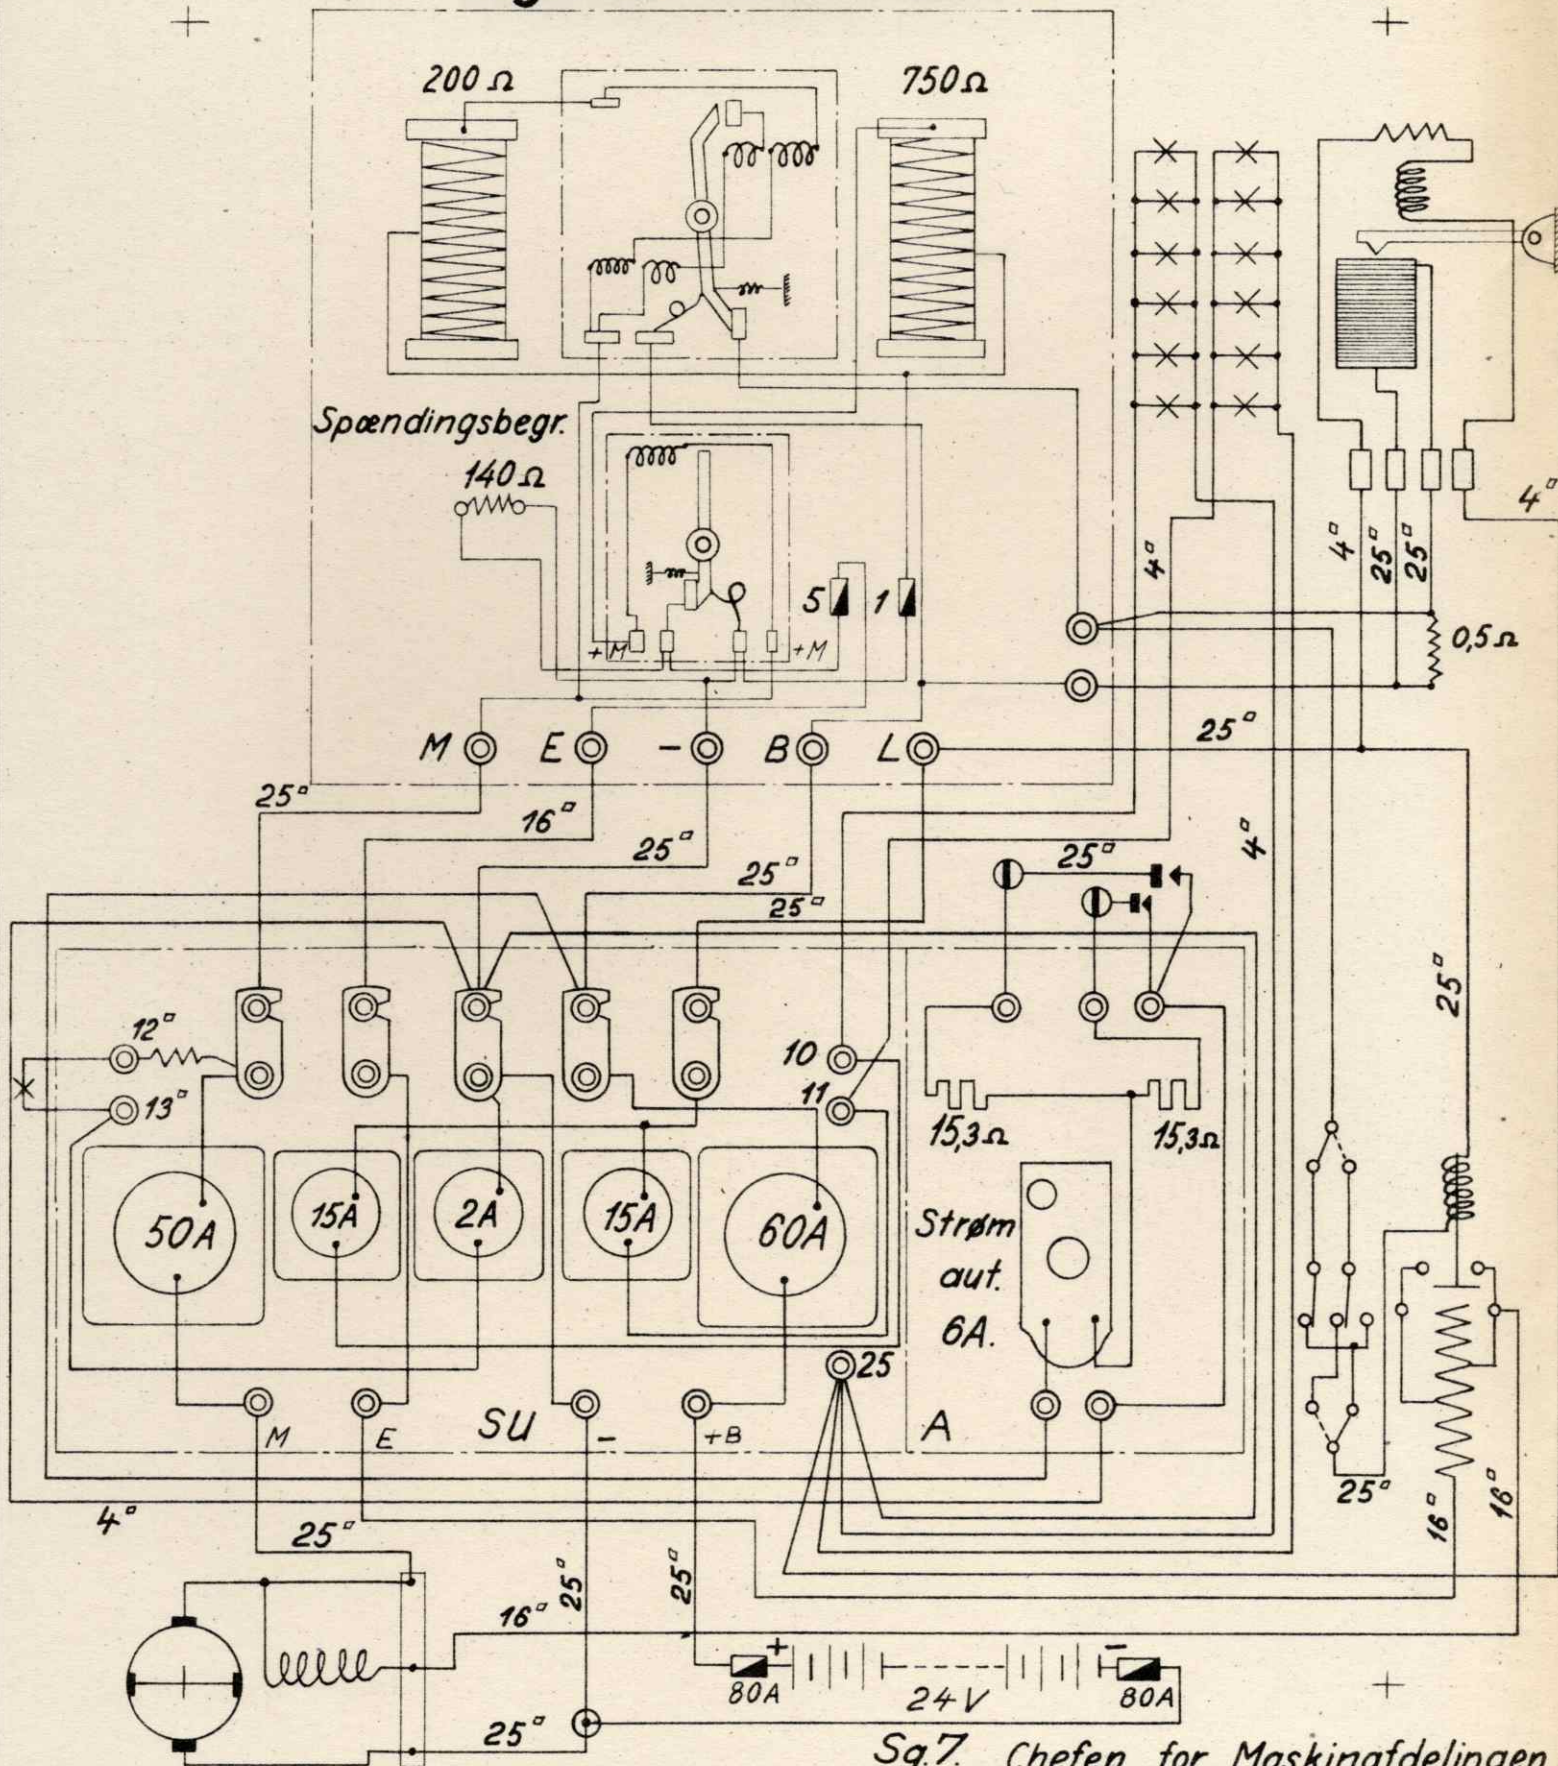 200 Ω
750 Ω
Spændingsbegr.
140 Ω
5
1
+M
+M
4▫
4▫
25▫
25▫
4▫
0,5 Ω
M
E
-
B
L
25▫
25▫
16▫
25▫
25▫
25▫
25▫
4▫
25▫
12▫
13▫
10
11
15,3 Ω
15,3 Ω
50A
15A
2A
15A
60A
Strøm
aut.
6A.
25
M
E
SU
-
+B
A
25▫
16▫
16▫
4▫
25▫
25▫
25▫
16▫
+
-
80A
24V
80A
25▫
Sg.7. Chefen for Maskinafdelingen